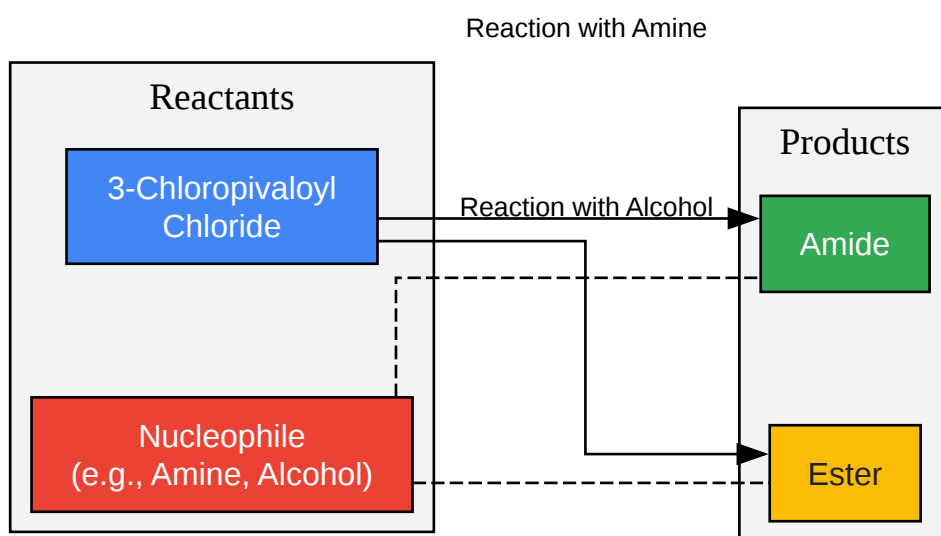 Reaction with Amine
Reactants
Products
3-Chloropivaloyl
Chloride
Reaction with Alcohol
Amide
Nucleophile
(e.g., Amine, Alcohol)
Ester